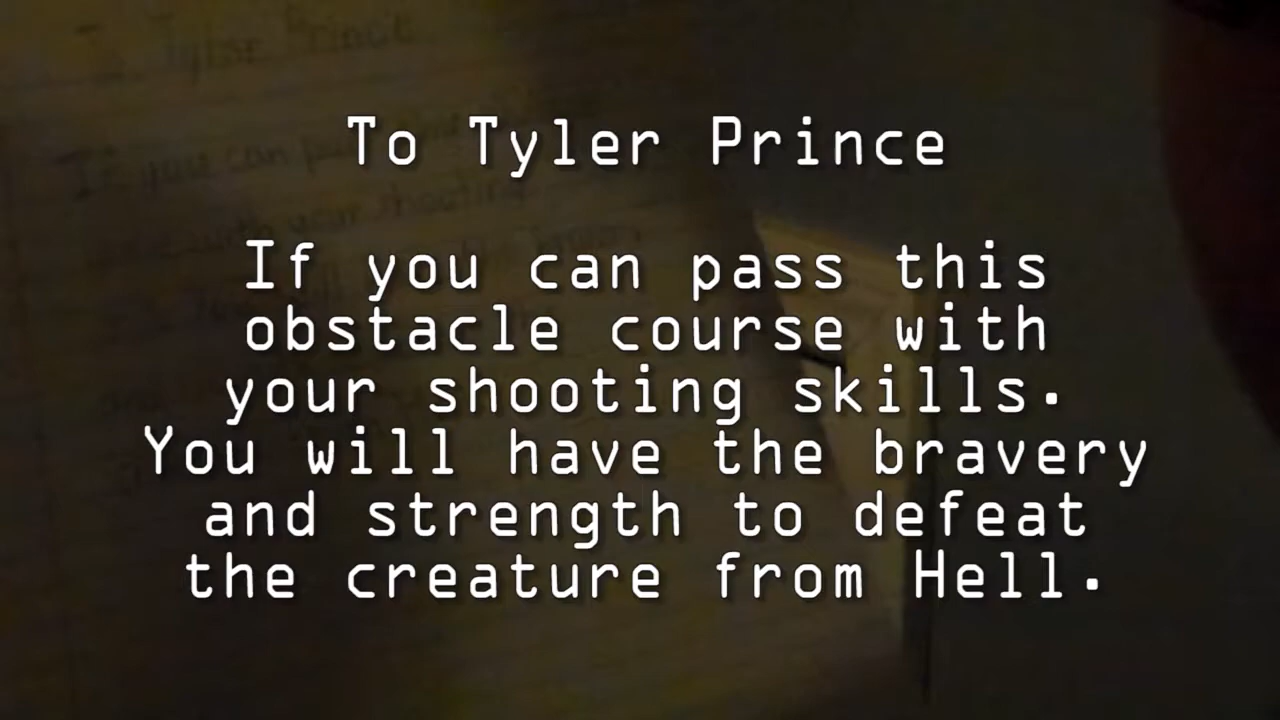 To Tyler Prince
If you can pass this
obstacle course with
your shooting skills.
You will have the bravery
and strength to defeat
the creature from Hell.